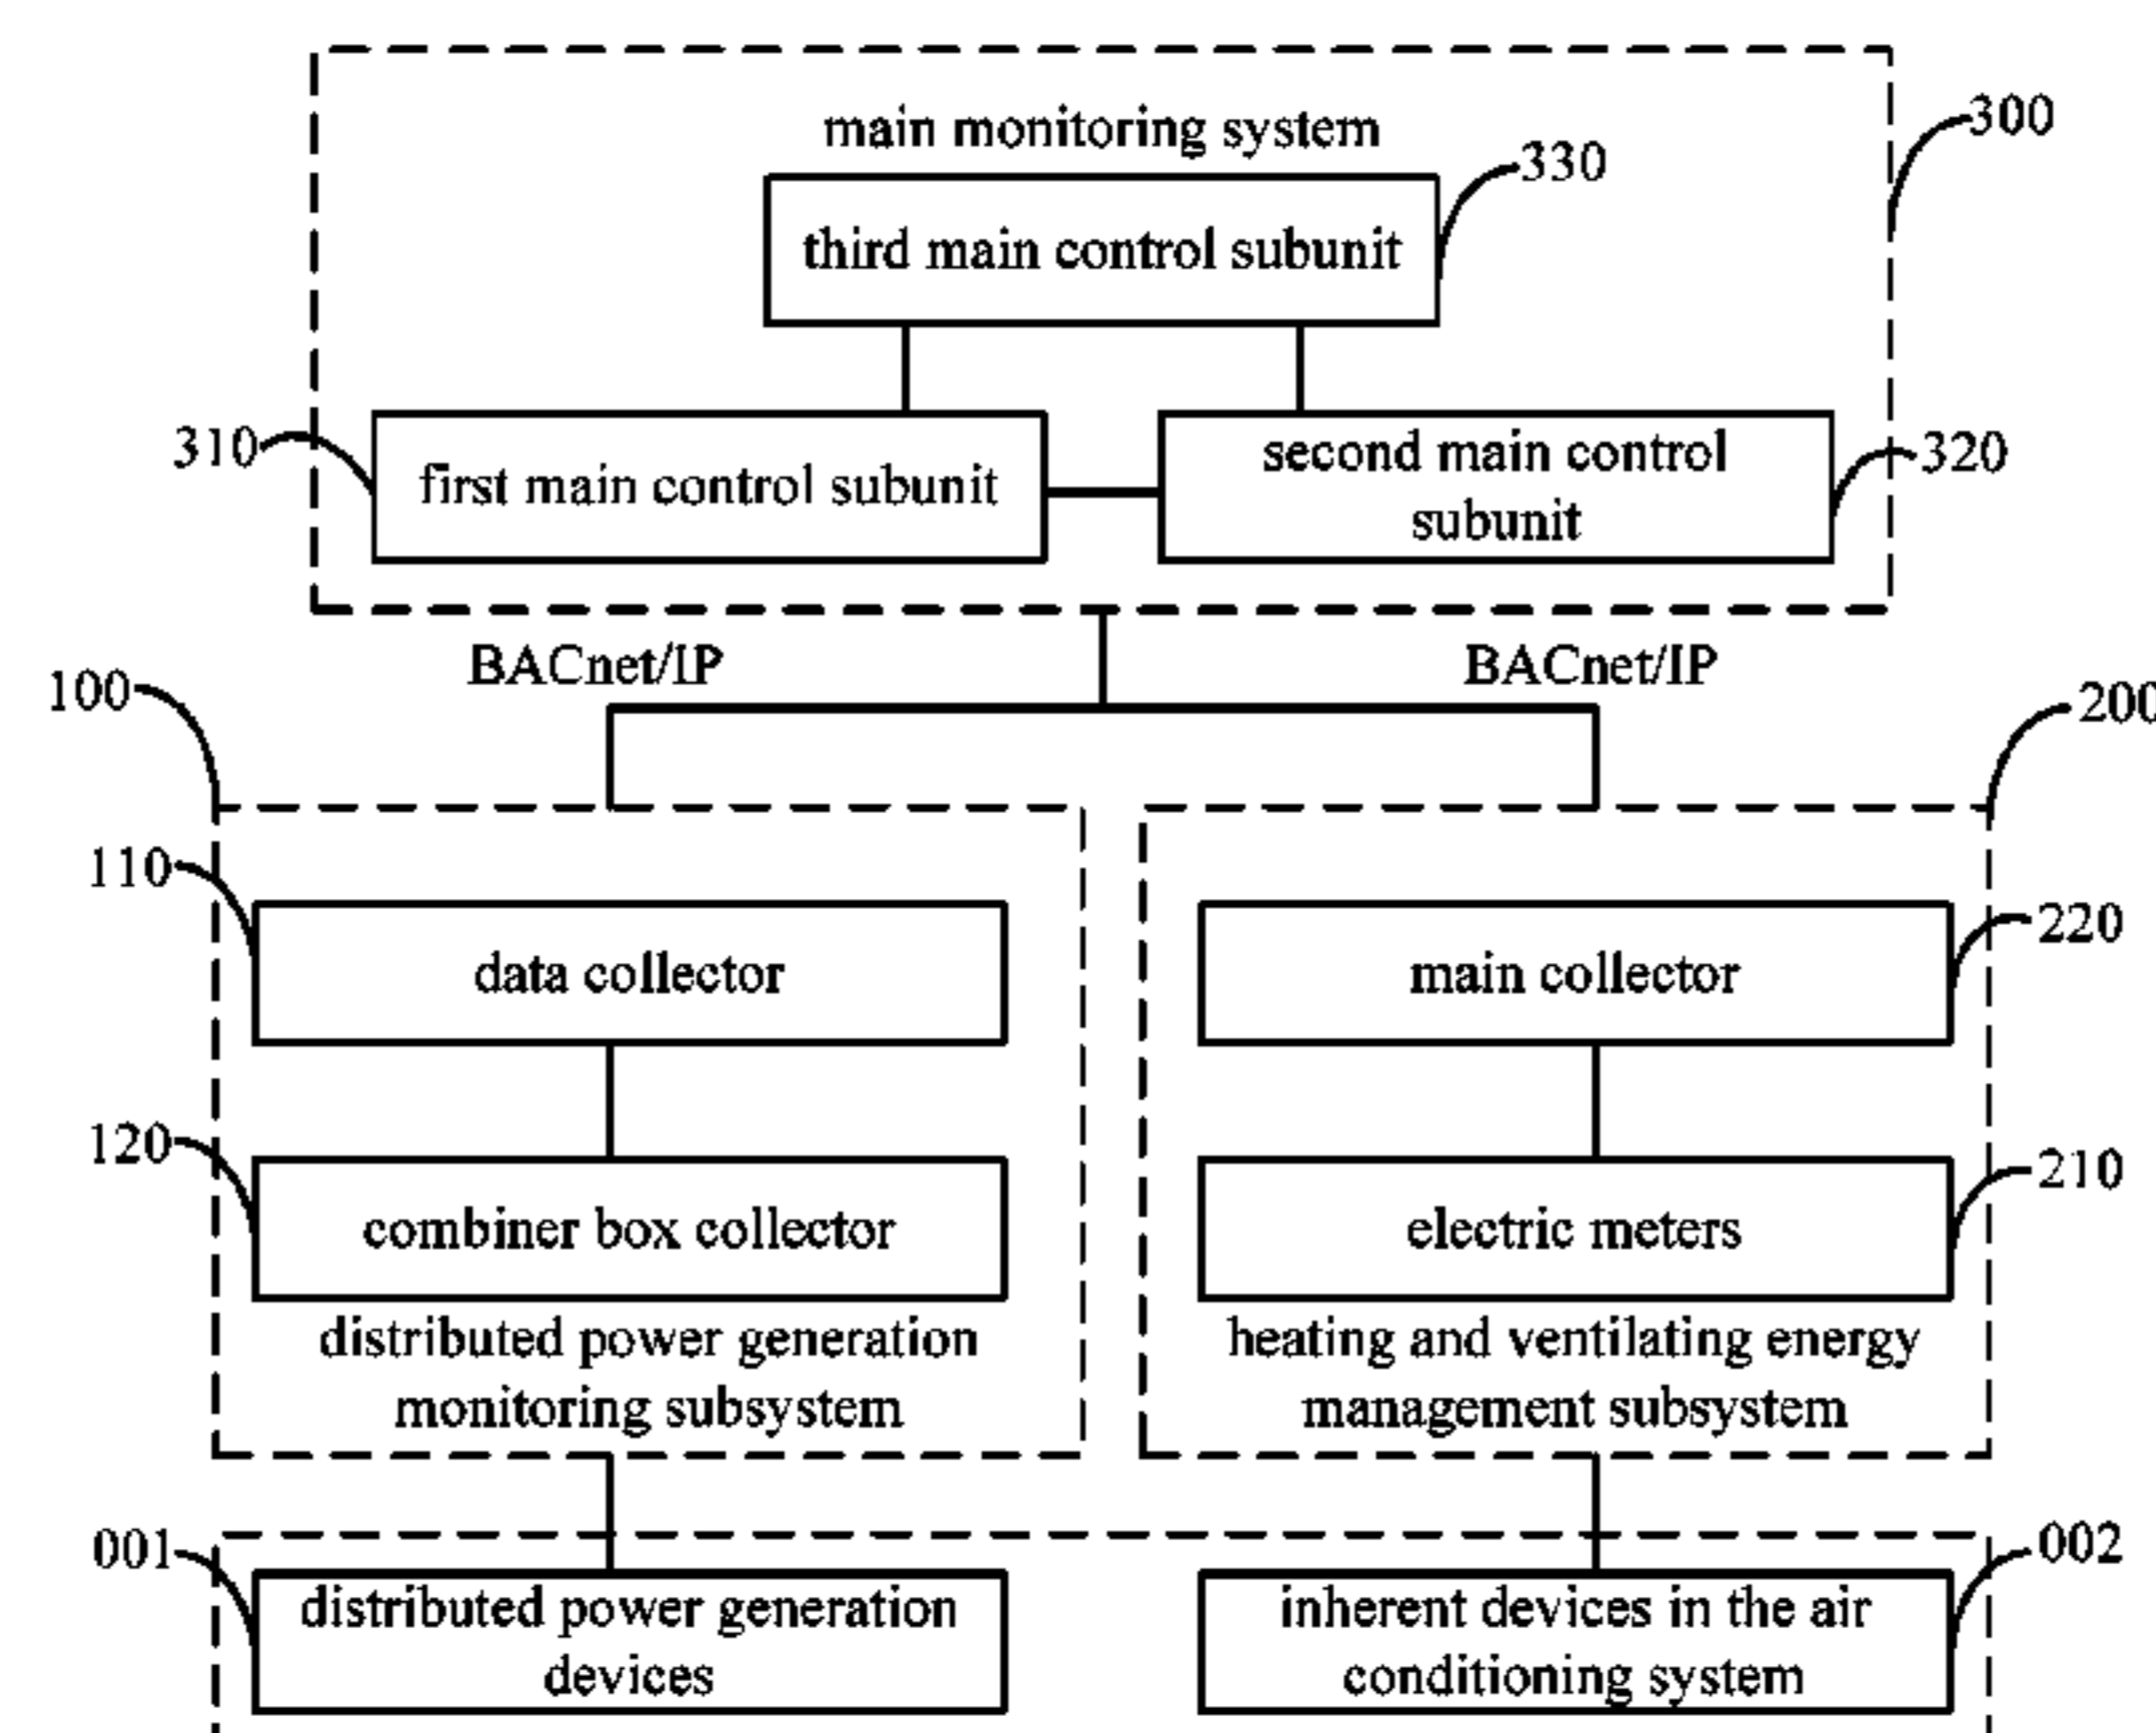 main monitoring system
300
330
third main control subunit
310
first main control subunit
second main control
subunit
320
BACnet/IP
BACnet/IP
100
200
110
data collector
main collector
220
120
combiner box collector
electric meters
210
distributed power generation
monitoring subsystem
heating and ventilating energy
management subsystem
001
distributed power generation
devices
inherent devices in the air
conditioning system
002